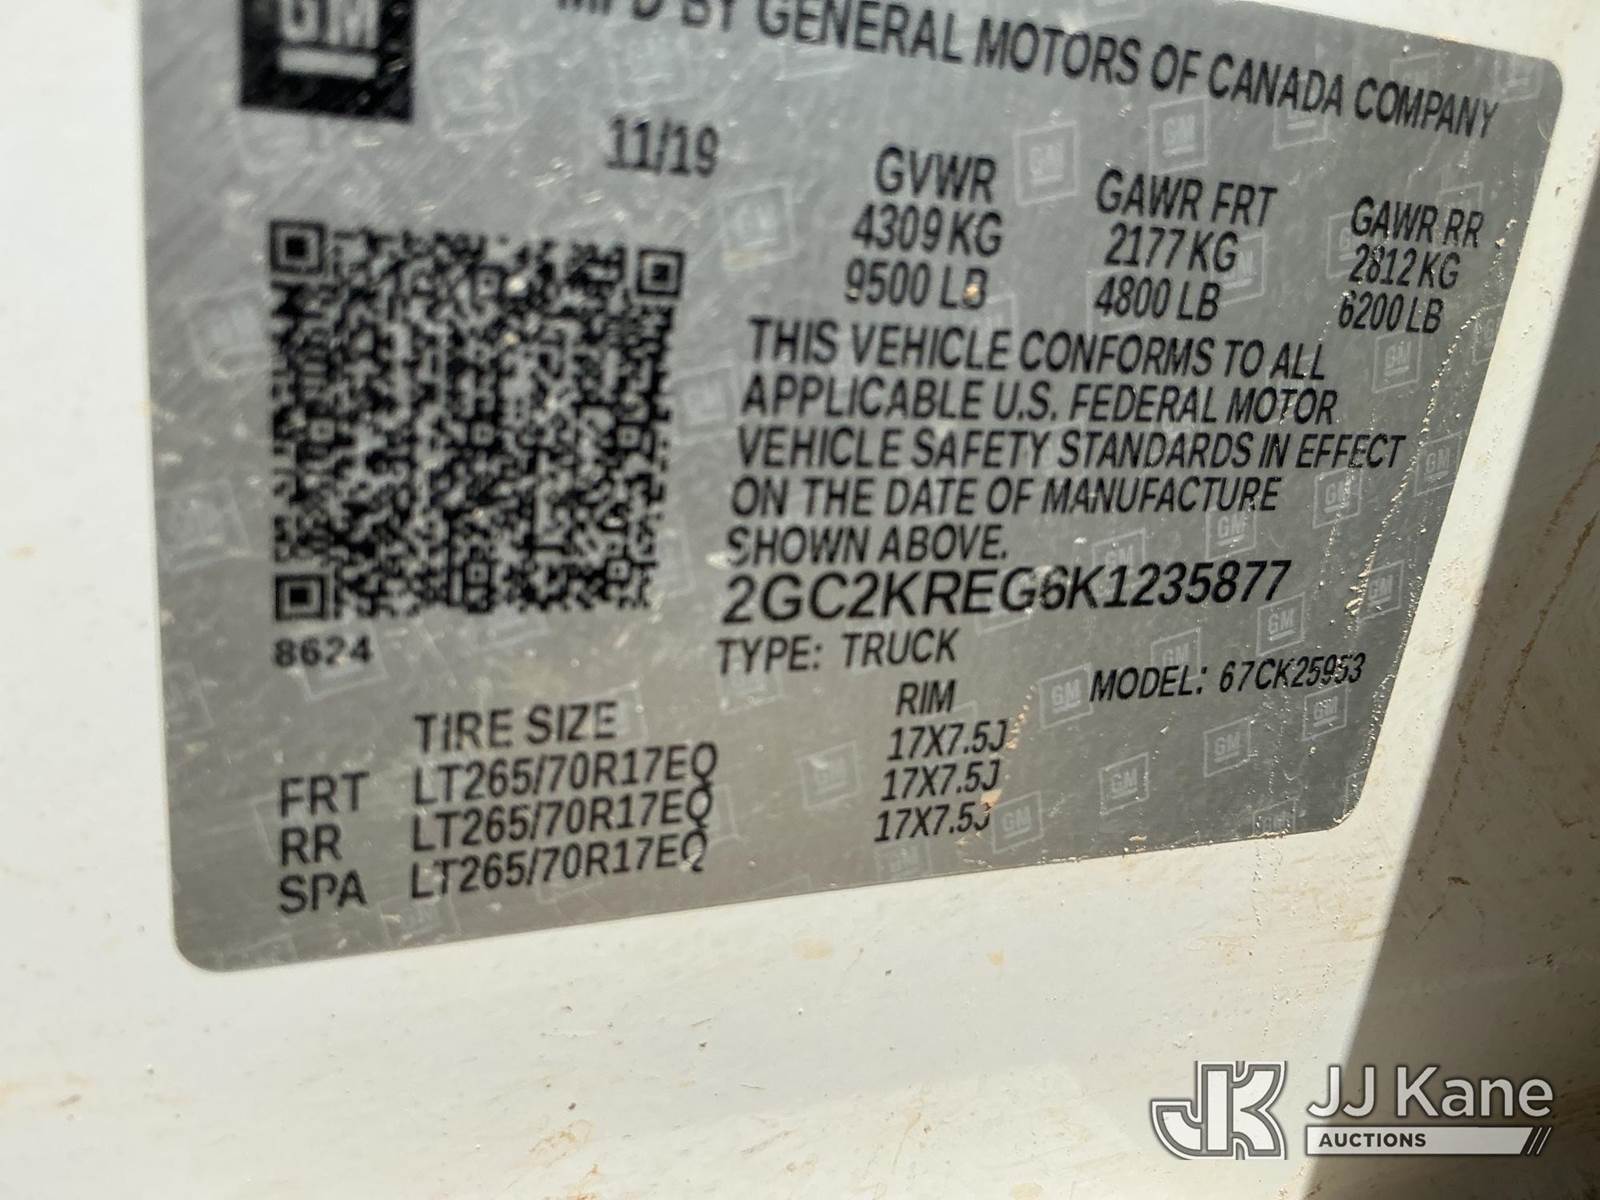 GM
MFD BY GENERAL MOTORS OF CANADA COMPANY
11/19
GVWR GAWR FRT GAWR RR
4309 KG 2177 KG 2812 KG
9500 LB 4800 LB 6200 LB
THIS VEHICLE CONFORMS TO ALL
APPLICABLE U.S. FEDERAL MOTOR
VEHICLE SAFETY STANDARDS IN EFFECT
ON THE DATE OF MANUFACTURE
SHOWN ABOVE.
2GC2KREG6K1235877
8624
TYPE: TRUCK MODEL: 67CK25953
TIRE SIZE RIM
FRT LT265/70R17EQ 17X7.5J
RR LT265/70R17EQ 17X7.5J
SPA LT265/70R17EQ 17X7.5J
JK JJ Kane
AUCTIONS